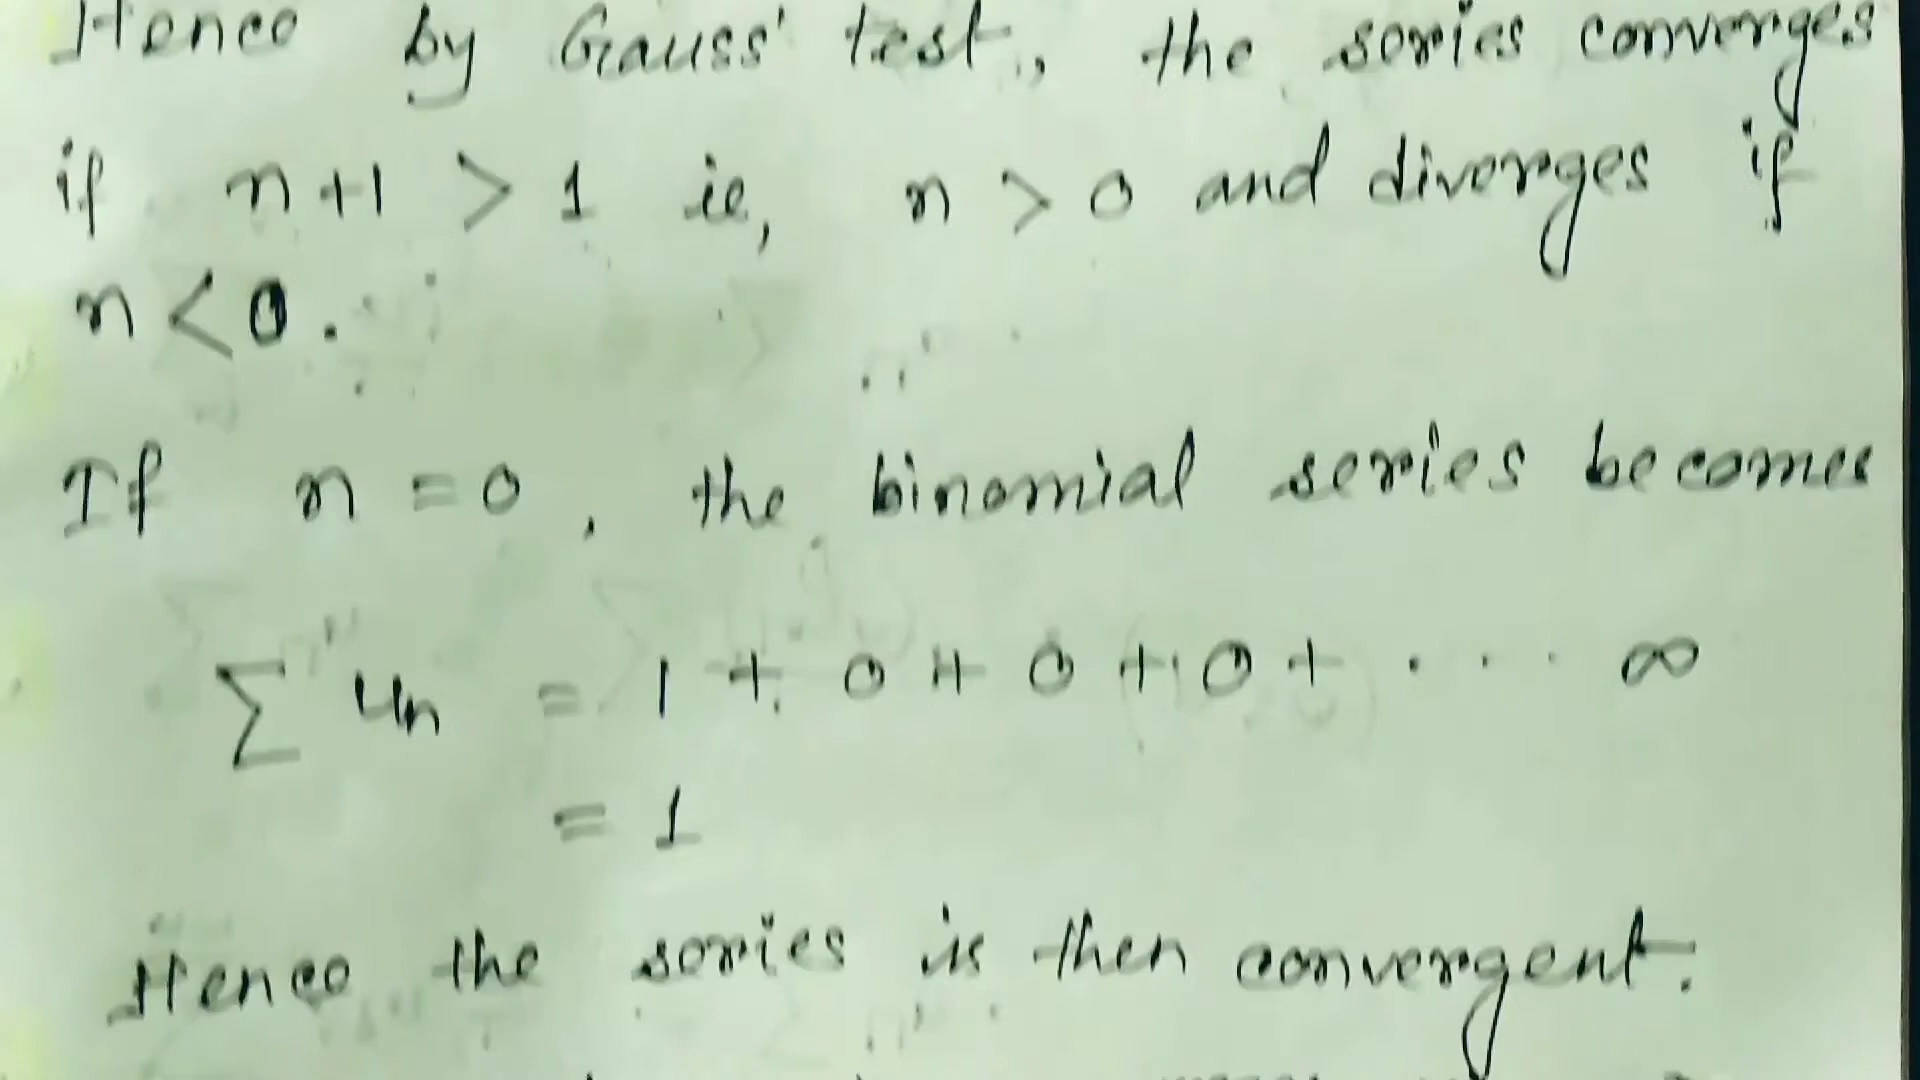 Hence by Gauss' test, the series converges
if n+1 > 1 ie, n > 0 and diverges if
n < 0.
If n = 0, the binomial series becomes
∑ un = 1 + 0 + 0 + 0 + . . . . ∞
= 1
Hence the series is then convergent.